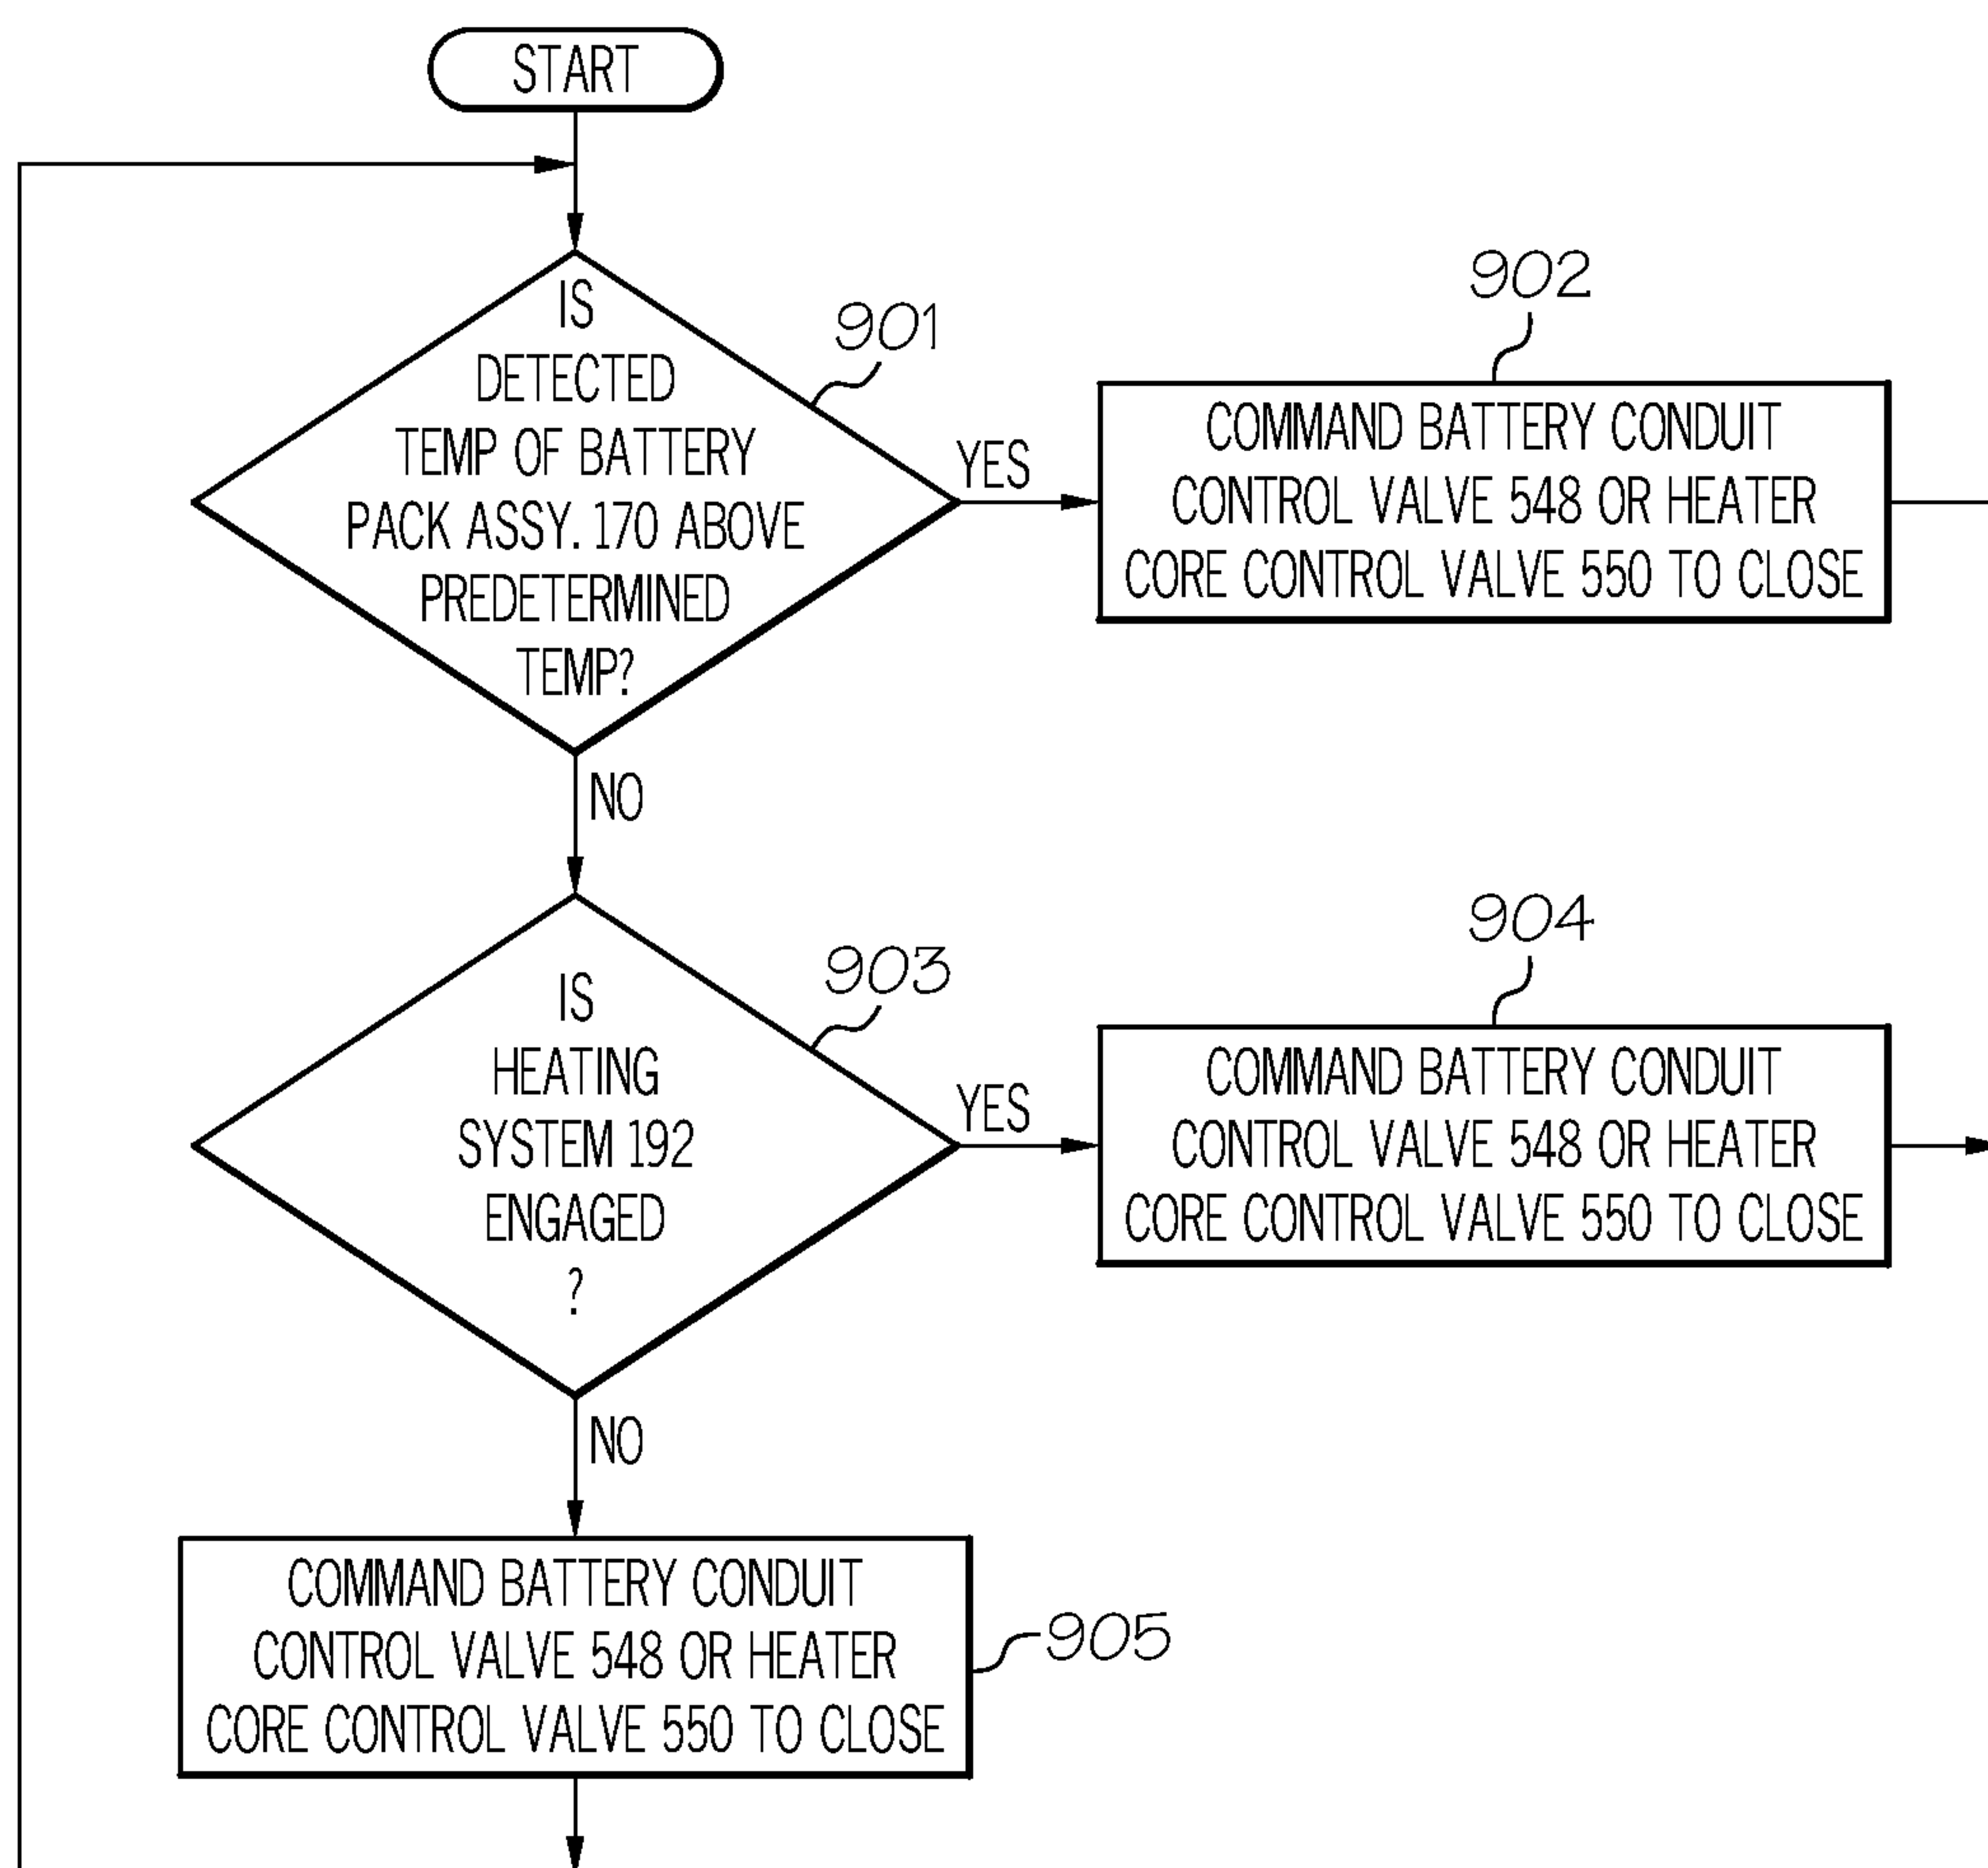 START
IS
DETECTED
TEMP OF BATTERY
PACK ASSY. 170 ABOVE
PREDETERMINED
TEMP?
901
YES
902
COMMAND BATTERY CONDUIT
CONTROL VALVE 548 OR HEATER
CORE CONTROL VALVE 550 TO CLOSE
NO
IS
HEATING
SYSTEM 192
ENGAGED
?
903
YES
904
COMMAND BATTERY CONDUIT
CONTROL VALVE 548 OR HEATER
CORE CONTROL VALVE 550 TO CLOSE
NO
COMMAND BATTERY CONDUIT
CONTROL VALVE 548 OR HEATER
CORE CONTROL VALVE 550 TO CLOSE
905